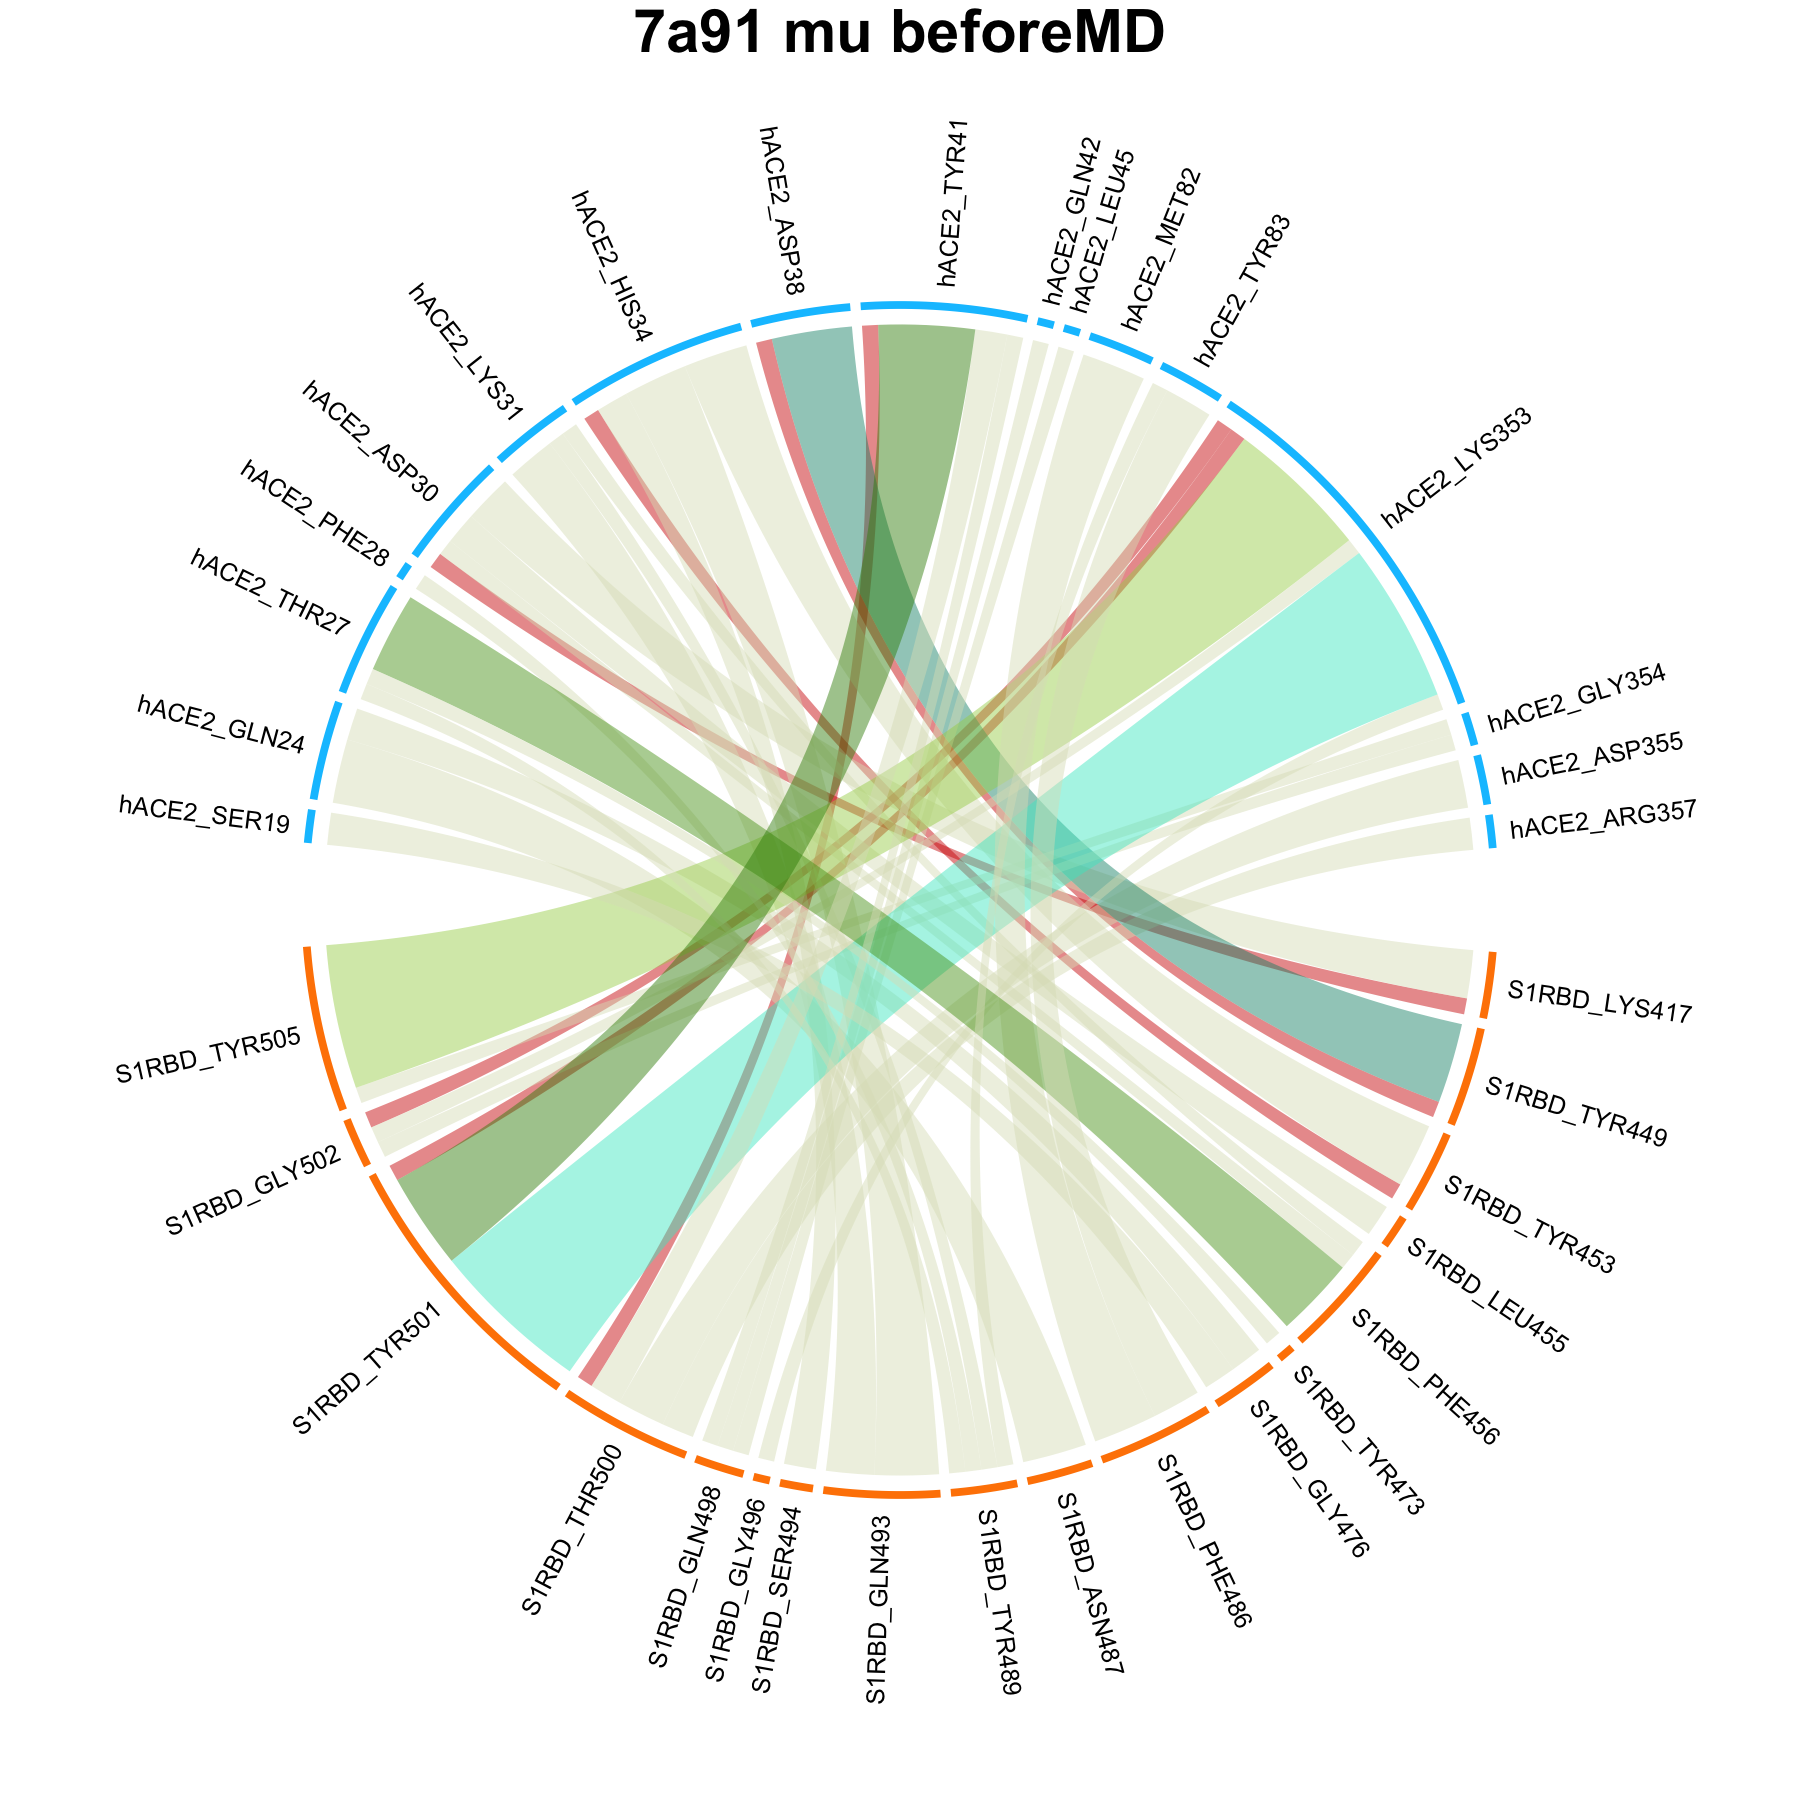 7a91 mu beforeMD
hACE2_SER19
hACE2_GLN24
hACE2_THR27
hACE2_PHE28
hACE2_ASP30
hACE2_LYS31
hACE2_HIS34
hACE2_ASP38
hACE2_TYR41
hACE2_GLN42
hACE2_LEU45
hACE2_MET82
hACE2_TYR83
hACE2_LYS353
hACE2_GLY354
hACE2_ASP355
hACE2_ARG357
S1RBD_LYS417
S1RBD_TYR449
S1RBD_TYR453
S1RBD_LEU455
S1RBD_PHE456
S1RBD_TYR473
S1RBD_GLY476
S1RBD_PHE486
S1RBD_ASN487
S1RBD_TYR489
S1RBD_GLN493
S1RBD_SER494
S1RBD_GLY496
S1RBD_GLN498
S1RBD_THR500
S1RBD_TYR501
S1RBD_GLY502
S1RBD_TYR505